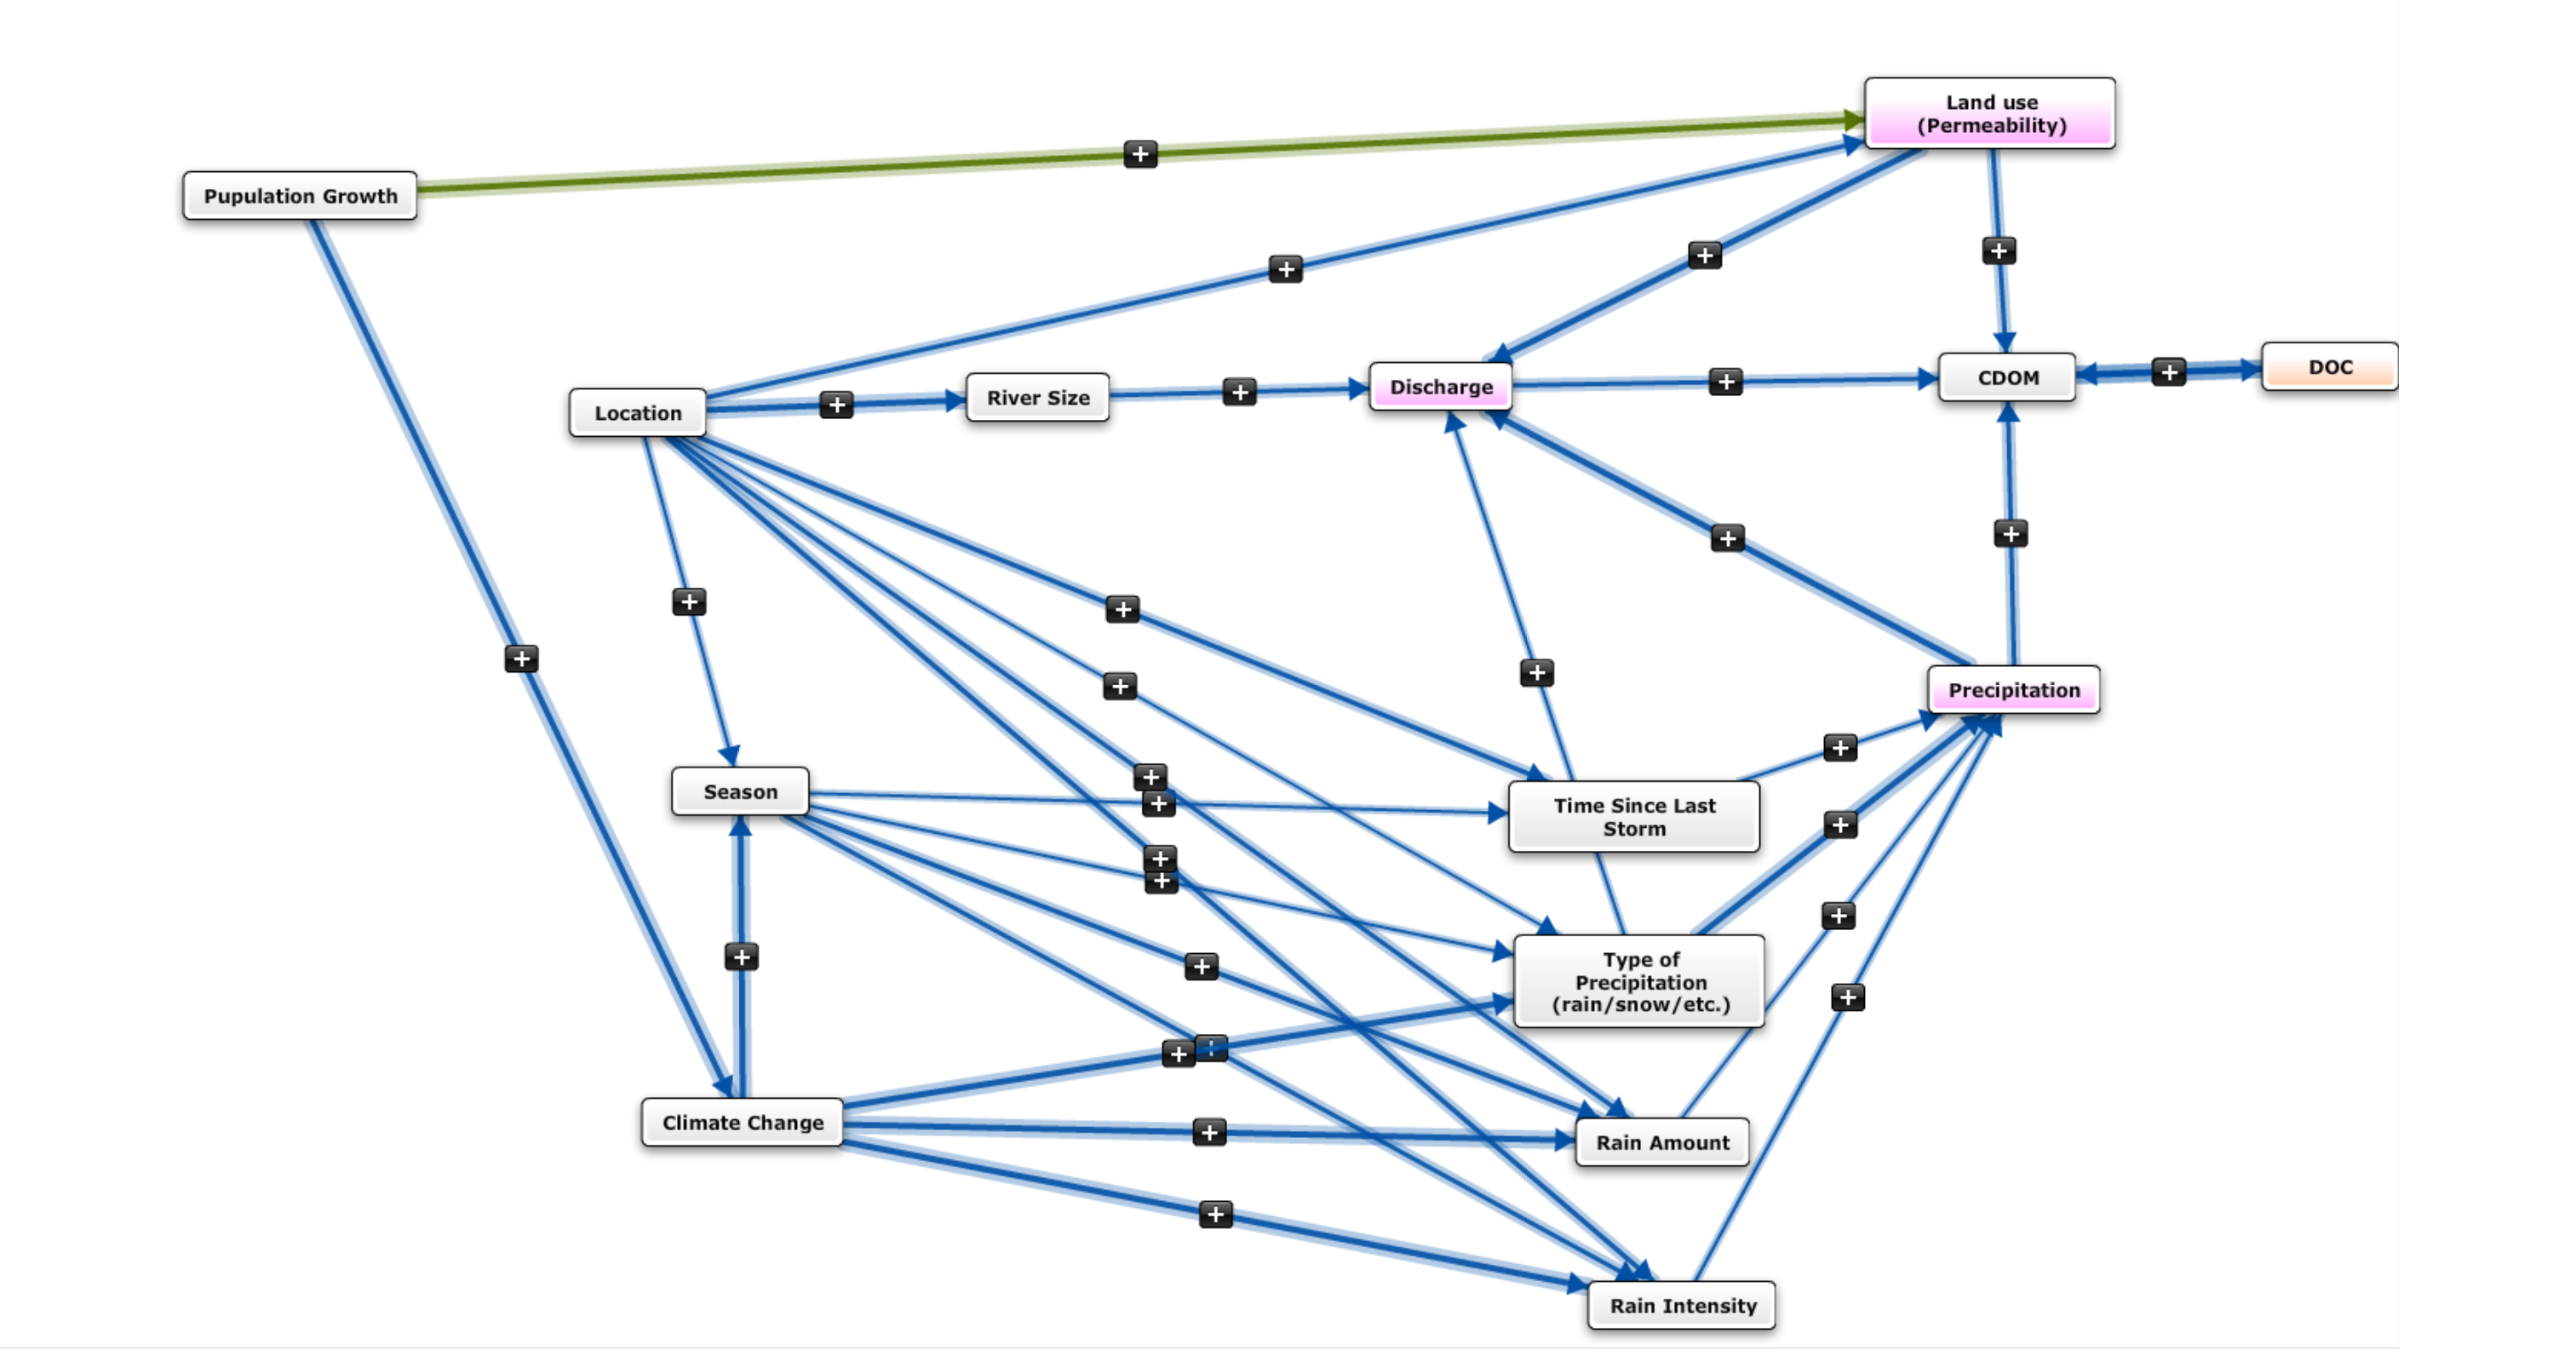 Land use
(Permeability)
Pupulation Growth
DOC
CDOM
Discharge
River Size
Location
Precipitation
Season
Time Since Last
Storm
Type of
Precipitation
(rain/snow/etc.)
Climate Change
Rain Amount
Rain Intensity